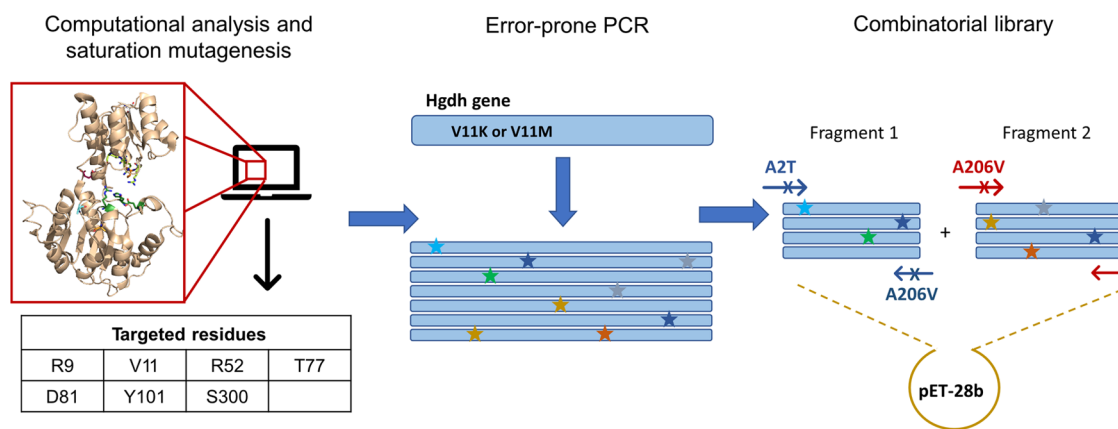 Computational analysis and
saturation mutagenesis
Error-prone PCR
Combinatorial library
Hgdh gene
V11K or V11M
Fragment 1
Fragment 2
A2T
A206V
+
A206V
Targeted residues
R9 V11 R52 T77
D81 Y101 S300
pET-28b